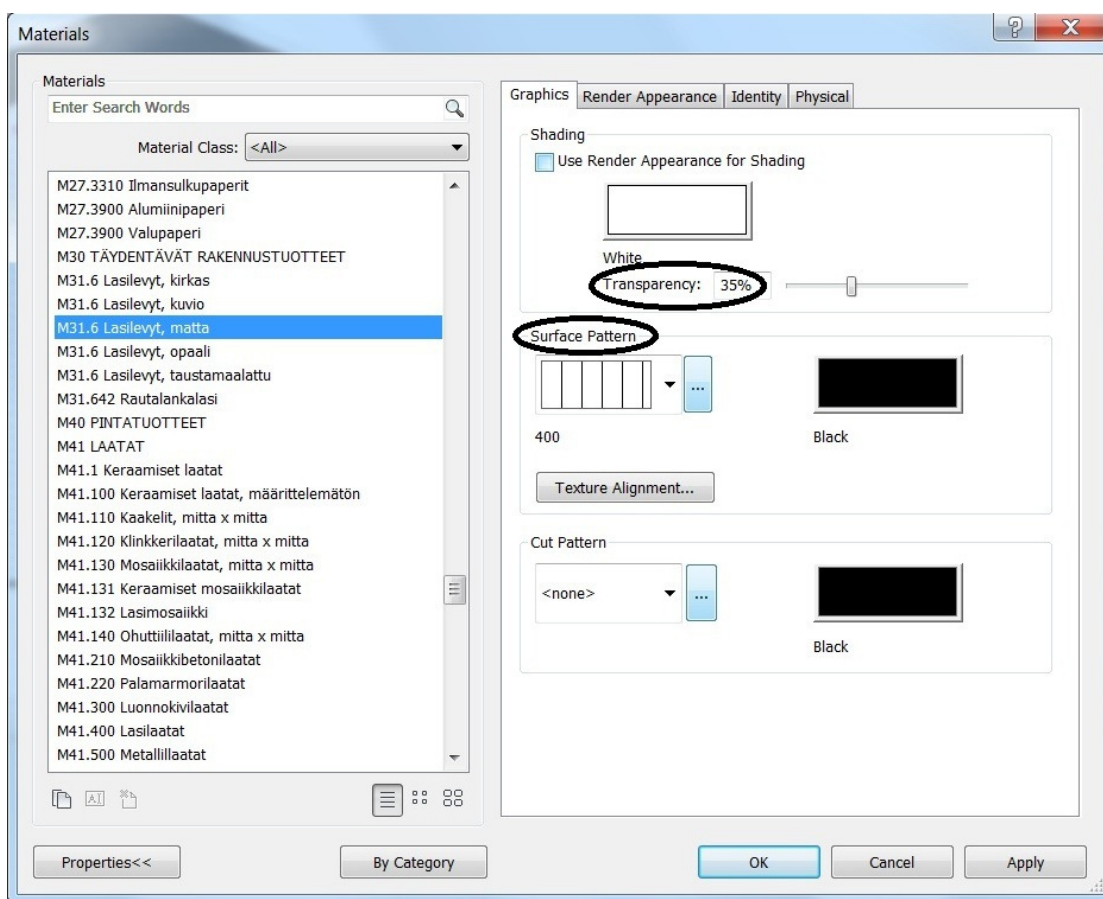 Materials
Materials
Enter Search Words
Material Class: <All>
M27.3310 Ilmansulkupaperit
M27.3900 Alumiinipaperi
M27.3900 Valupaperi
M30 TÄYDENTÄVÄT RAKENNUSTUOTTEET
M31.6 Lasilevyt, kirkas
M31.6 Lasilevyt, kuvio
M31.6 Lasilevyt, matta
M31.6 Lasilevyt, opaali
M31.6 Lasilevyt, taustamaalattu
M31.642 Rautalankalasi
M40 PINTATUOTTEET
M41 LAATAT
M41.1 Keraamiset laatat
M41.100 Keraamiset laatat, määrittelemätön
M41.110 Kaakelit, mitta x mitta
M41.120 Klinkkerilaatat, mitta x mitta
M41.130 Mosaiikkilaatat, mitta x mitta
M41.131 Keraamiset mosaiikkilaatat
M41.132 Lasimosaiikki
M41.140 Ohuttiililaatat, mitta x mitta
M41.210 Mosaiikkibetonilaatat
M41.220 Palamarmorilaatat
M41.300 Luonnokivilaatat
M41.400 Lasilaatat
M41.500 Metallillaatat
AI
Properties<<
By Category
Graphics Render Appearance Identity Physical
Shading
Use Render Appearance for Shading
White
Transparency: 35%
Surface Pattern
...
400
Black
Texture Alignment...
Cut Pattern
<none>
...
Black
OK
Cancel
Apply